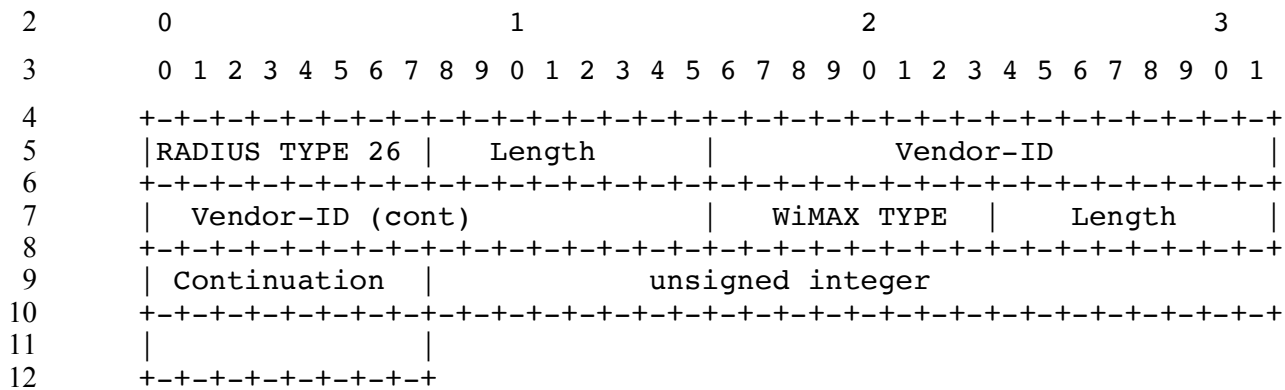 2 0 1 2 3
3 0 1 2 3 4 5 6 7 8 9 0 1 2 3 4 5 6 7 8 9 0 1 2 3 4 5 6 7 8 9 0 1
4 +-+-+-+-+-+-+-+-+-+-+-+-+-+-+-+-+-+-+-+-+-+-+-+-+-+-+-+-+-+-+-+-+
5 |RADIUS TYPE 26 | Length | Vendor-ID |
6 +-+-+-+-+-+-+-+-+-+-+-+-+-+-+-+-+-+-+-+-+-+-+-+-+-+-+-+-+-+-+-+-+
7 | Vendor-ID (cont) | WiMAX TYPE | Length |
8 +-+-+-+-+-+-+-+-+-+-+-+-+-+-+-+-+-+-+-+-+-+-+-+-+-+-+-+-+-+-+-+-+
9 | Continuation | unsigned integer
10 +-+-+-+-+-+-+-+-+-+-+-+-+-+-+-+-+-+-+-+-+-+-+-+-+-+-+-+-+-+-+-+-+
11 | |
12 +-+-+-+-+-+-+-+-+